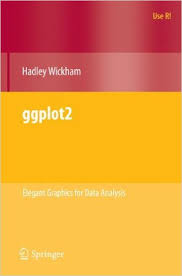 Use R!
Hadley Wickham
ggplot2
Elegant Graphics for Data Analysis
Springer